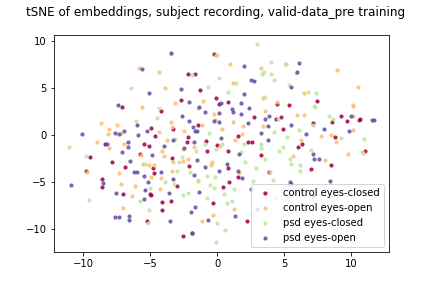 tSNE of embeddings, subject recording, valid-data_pre training
10
5
0
−5
−10
−10
−5
0
5
10
control eyes-closed
control eyes-open
psd eyes-closed
psd eyes-open